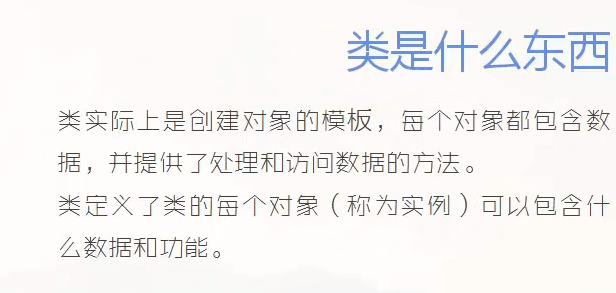 类是什么东西
类实际上是创建对象的模板，每个对象都包含数
据，并提供了处理和访问数据的方法。
类定义了类的每个对象（称为实例）可以包含什
么数据和功能。